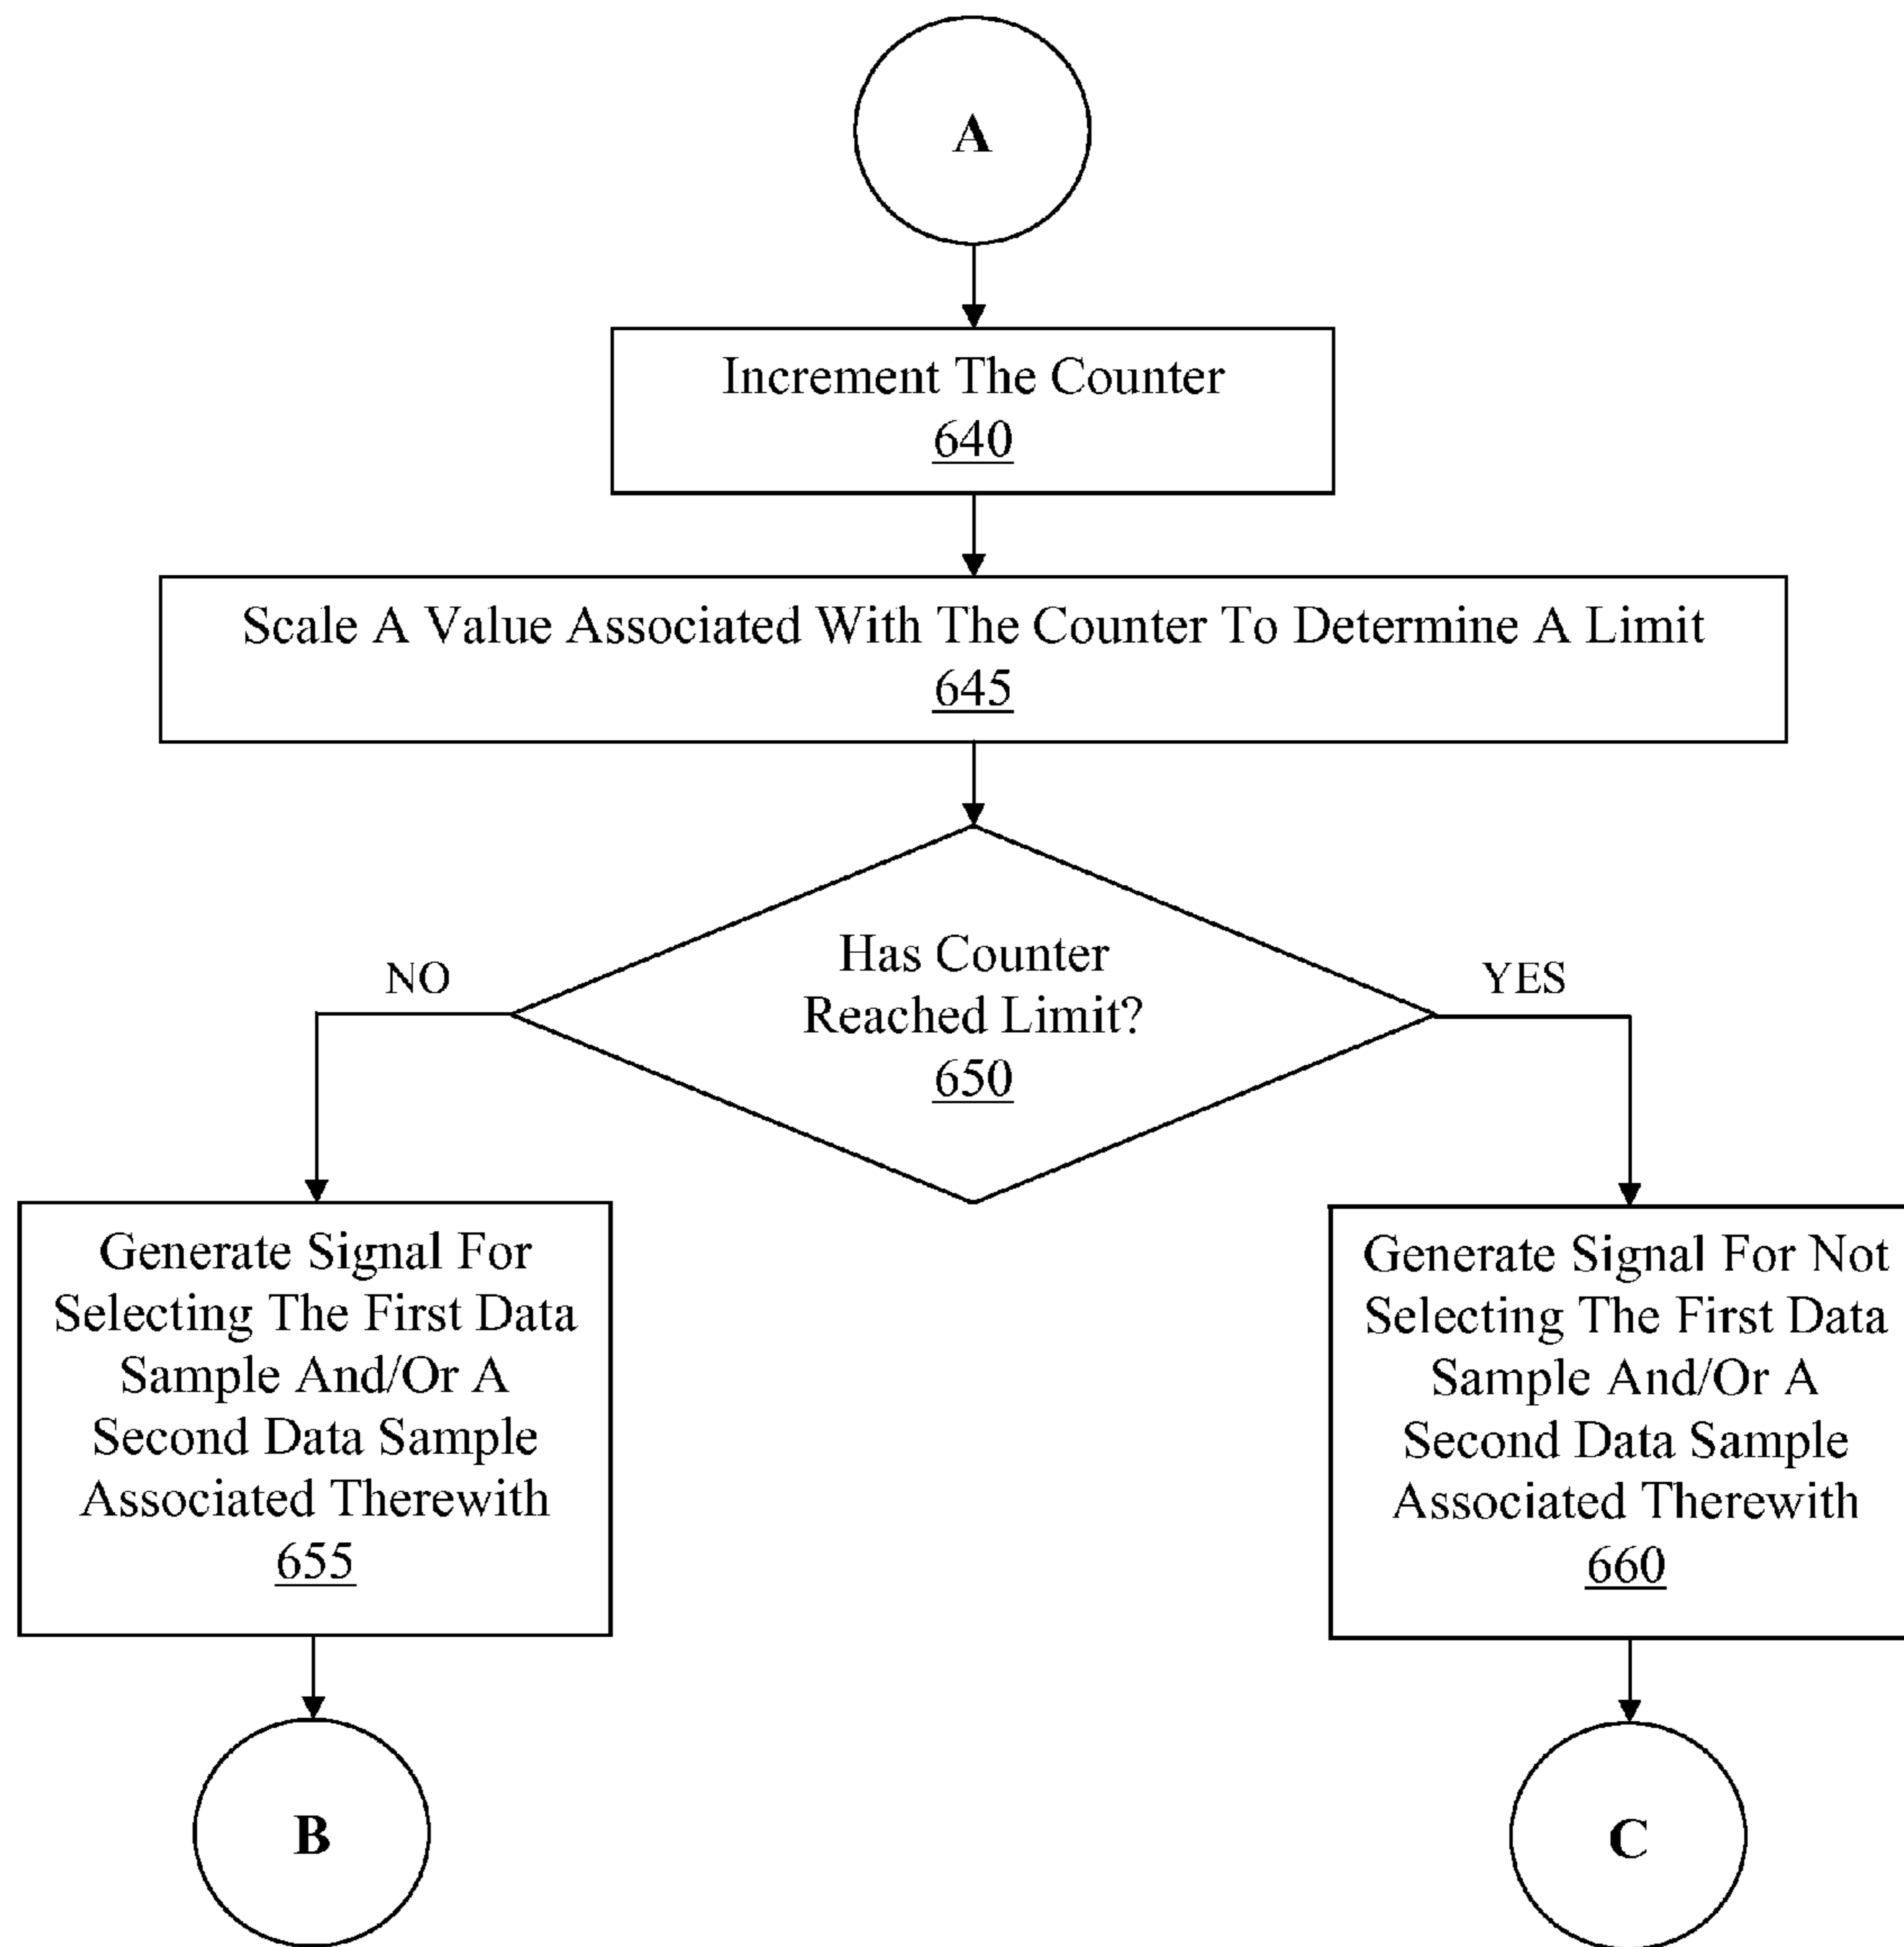 A
Increment The Counter
640
Scale A Value Associated With The Counter To Determine A Limit
645
Has Counter
Reached Limit?
650
NO
YES
Generate Signal For
Selecting The First Data
Sample And/Or A
Second Data Sample
Associated Therewith
655
Generate Signal For Not
Selecting The First Data
Sample And/Or A
Second Data Sample
Associated Therewith
660
B
C